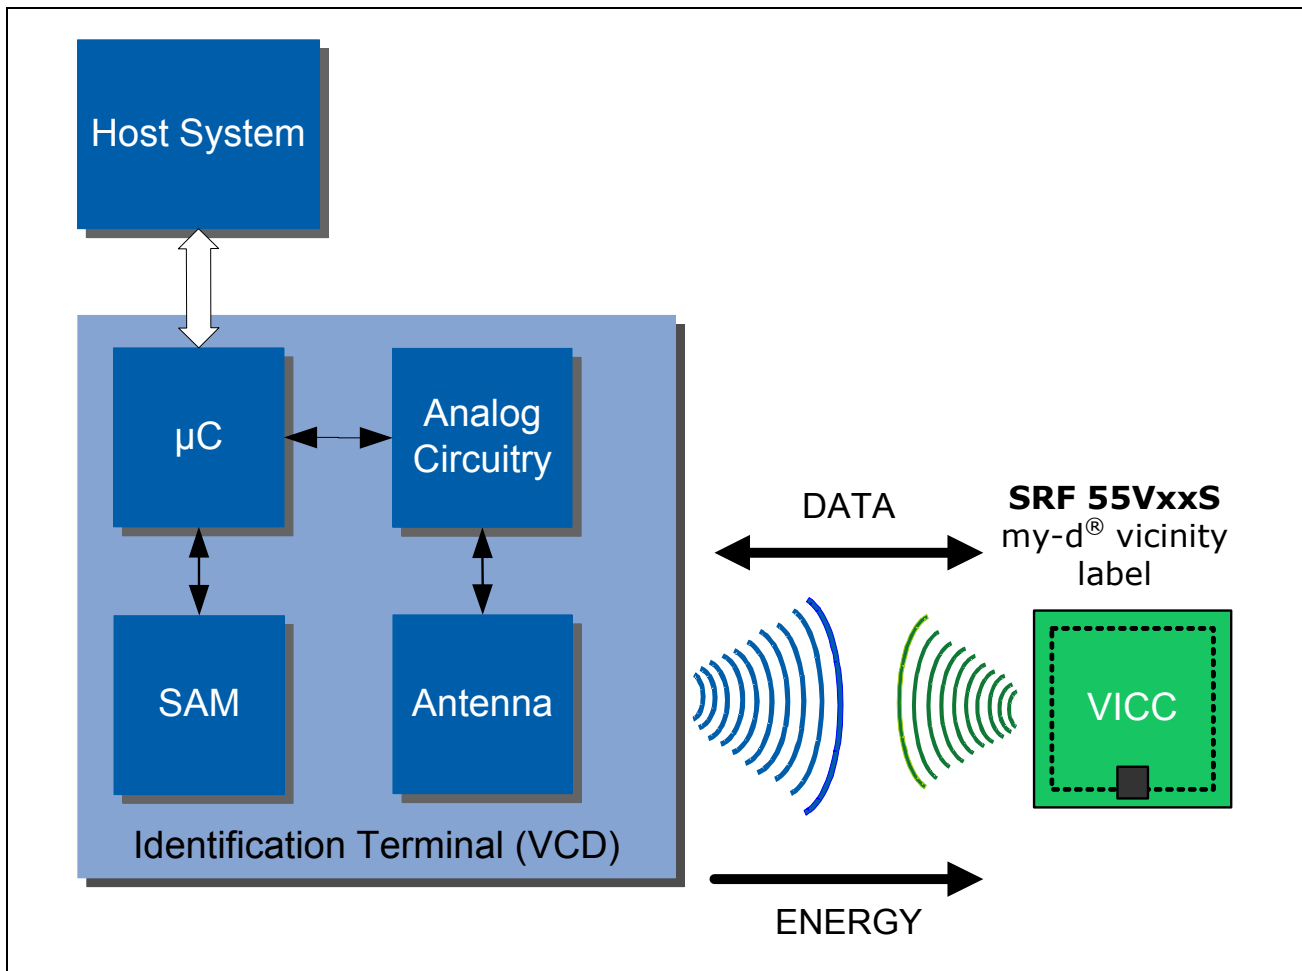 Host System
µC
Analog
Circuitry
SAM
Antenna
Identification Terminal (VCD)
DATA
ENERGY
SRF 55VxxS
my-d® vicinity
label
VICC